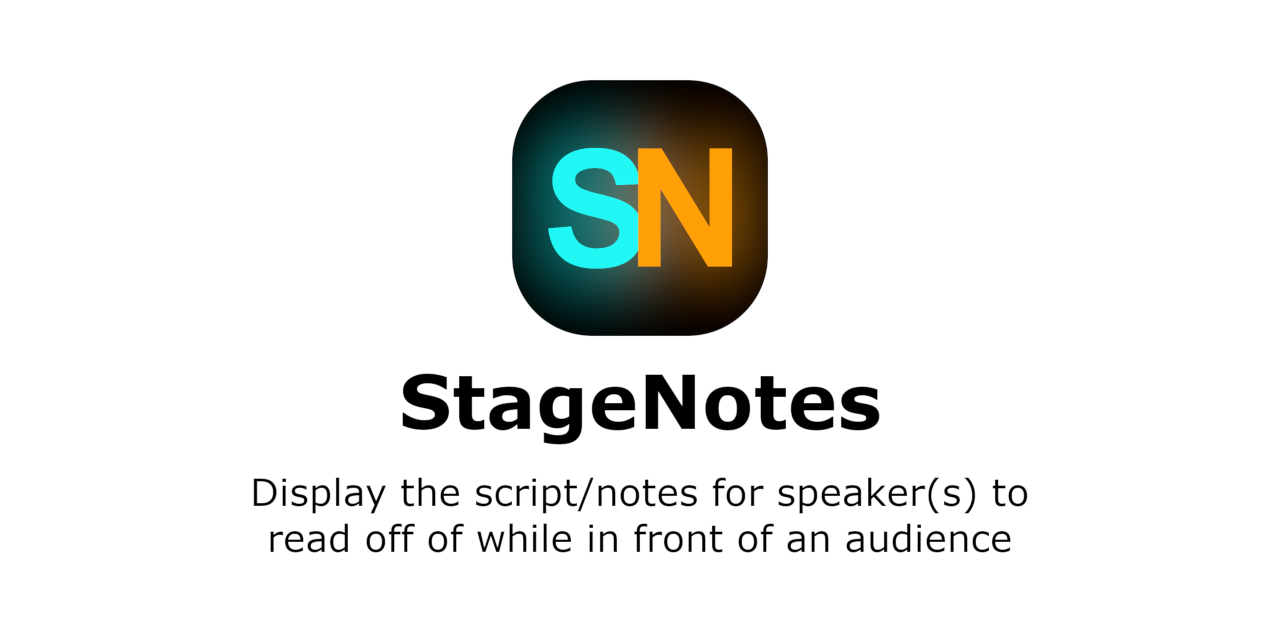 SN
StageNotes
Display the script/notes for speaker(s) to
read off of while in front of an audience